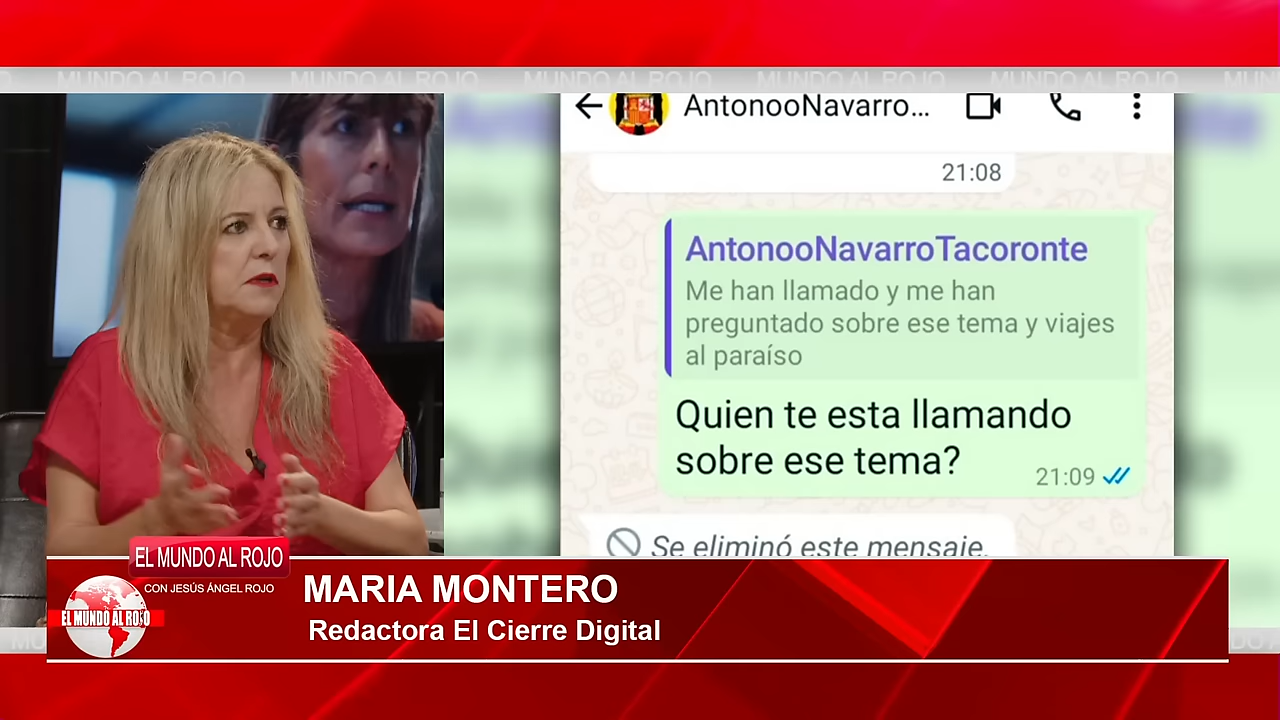 MUNDO AL ROJO MUNDO AL ROJO MUNDO AL ROJO MUNDO AL ROJO MUNDO AL ROJO MUN
AntonooNavarro...
21:08
AntonooNavarroTacoronte
Me han llamado y me han
preguntado sobre ese tema y viajes
al paraíso
Quien te esta llamando
sobre ese tema?
21:09
Se eliminó este mensaje.
EL MUNDO AL ROJO
CON JESÚS ÁNGEL ROJO
EL MUNDO AL ROJO
MARIA MONTERO
Redactora El Cierre Digital